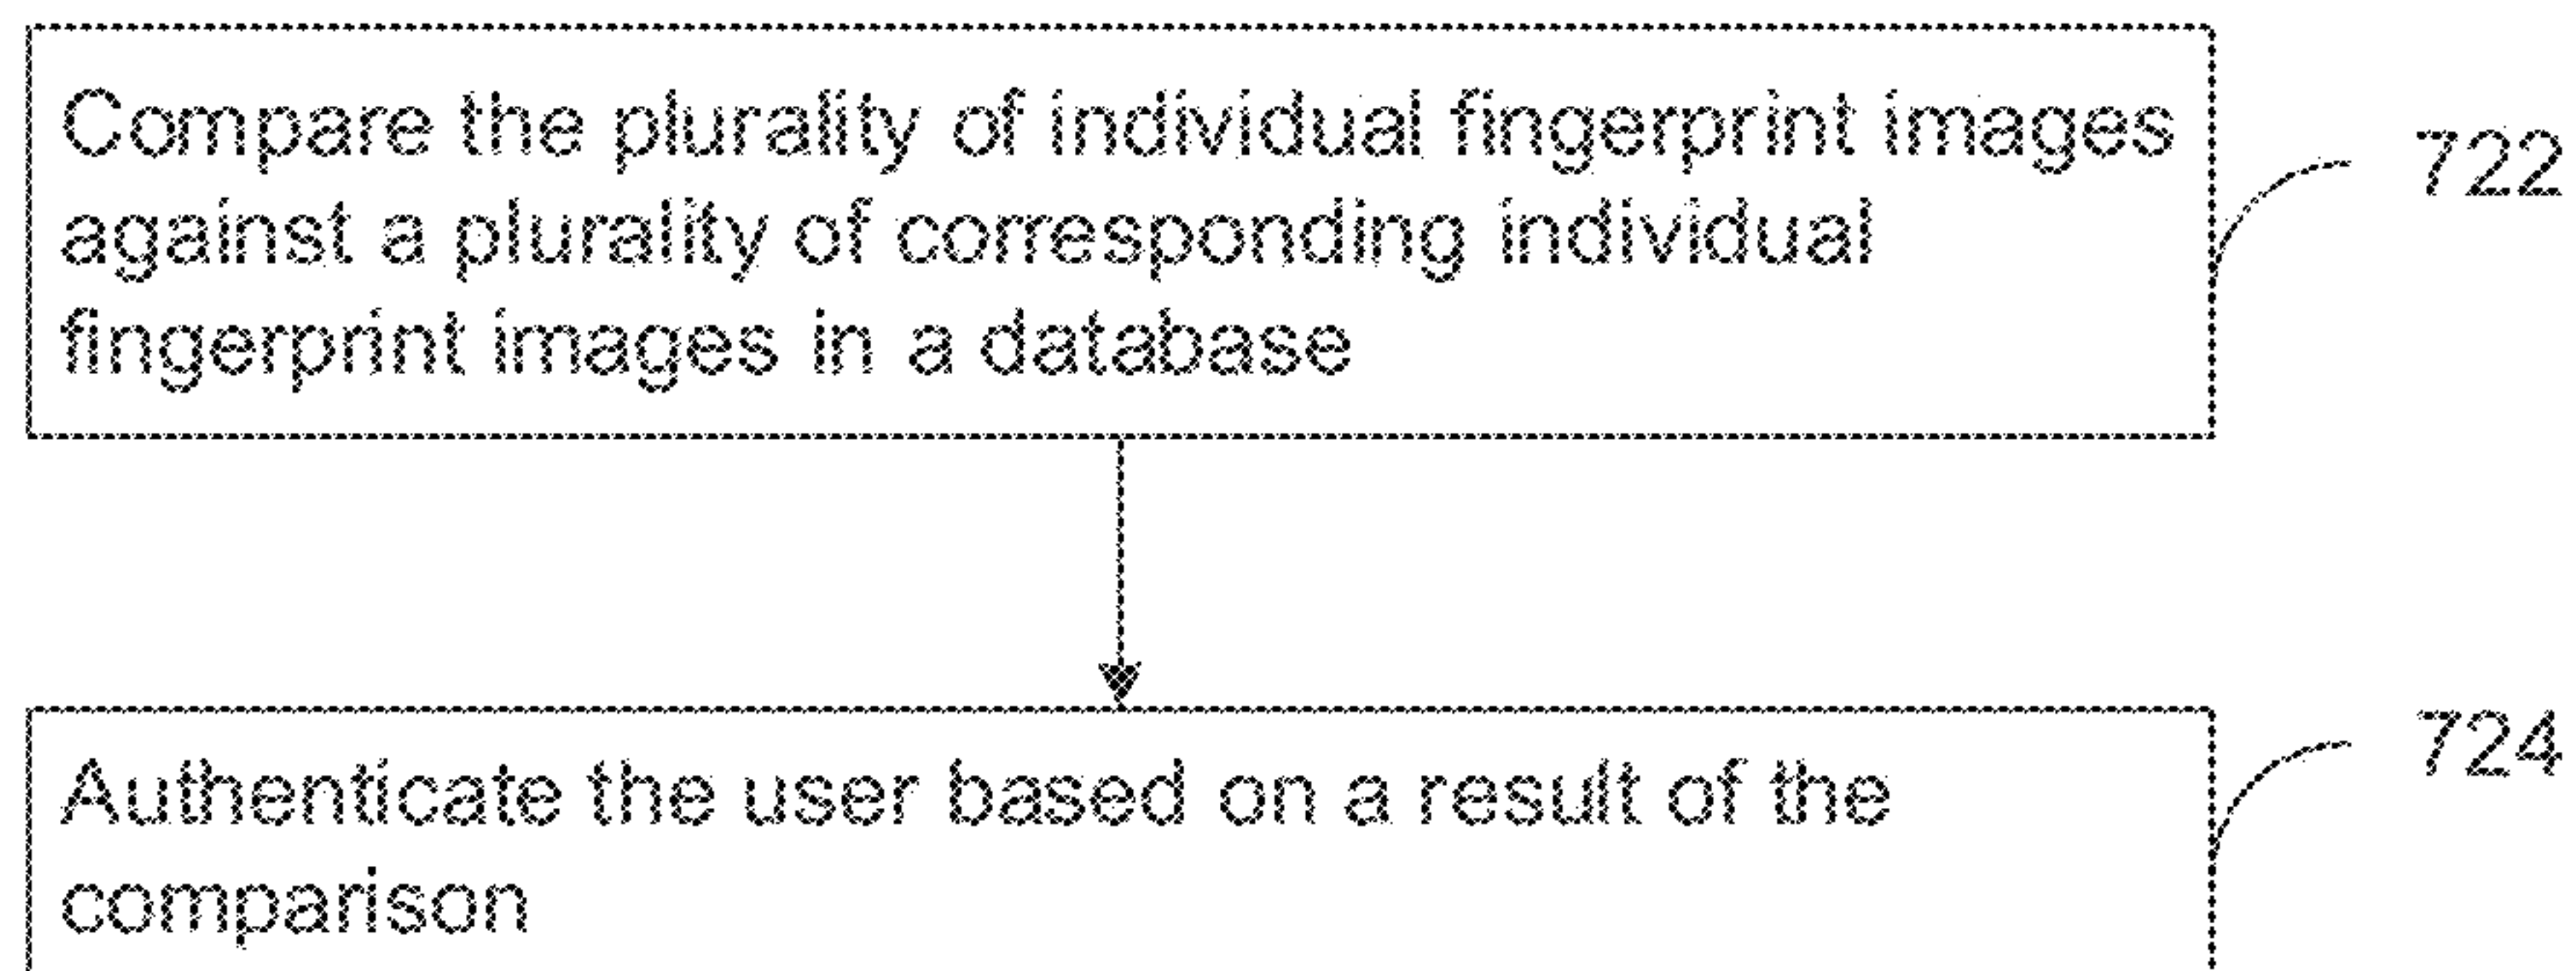 Compare the plurality of individual fingerprint images
against a plurality of corresponding individual
fingerprint images in a database
722
Authenticate the user based on a result of the
comparison
724